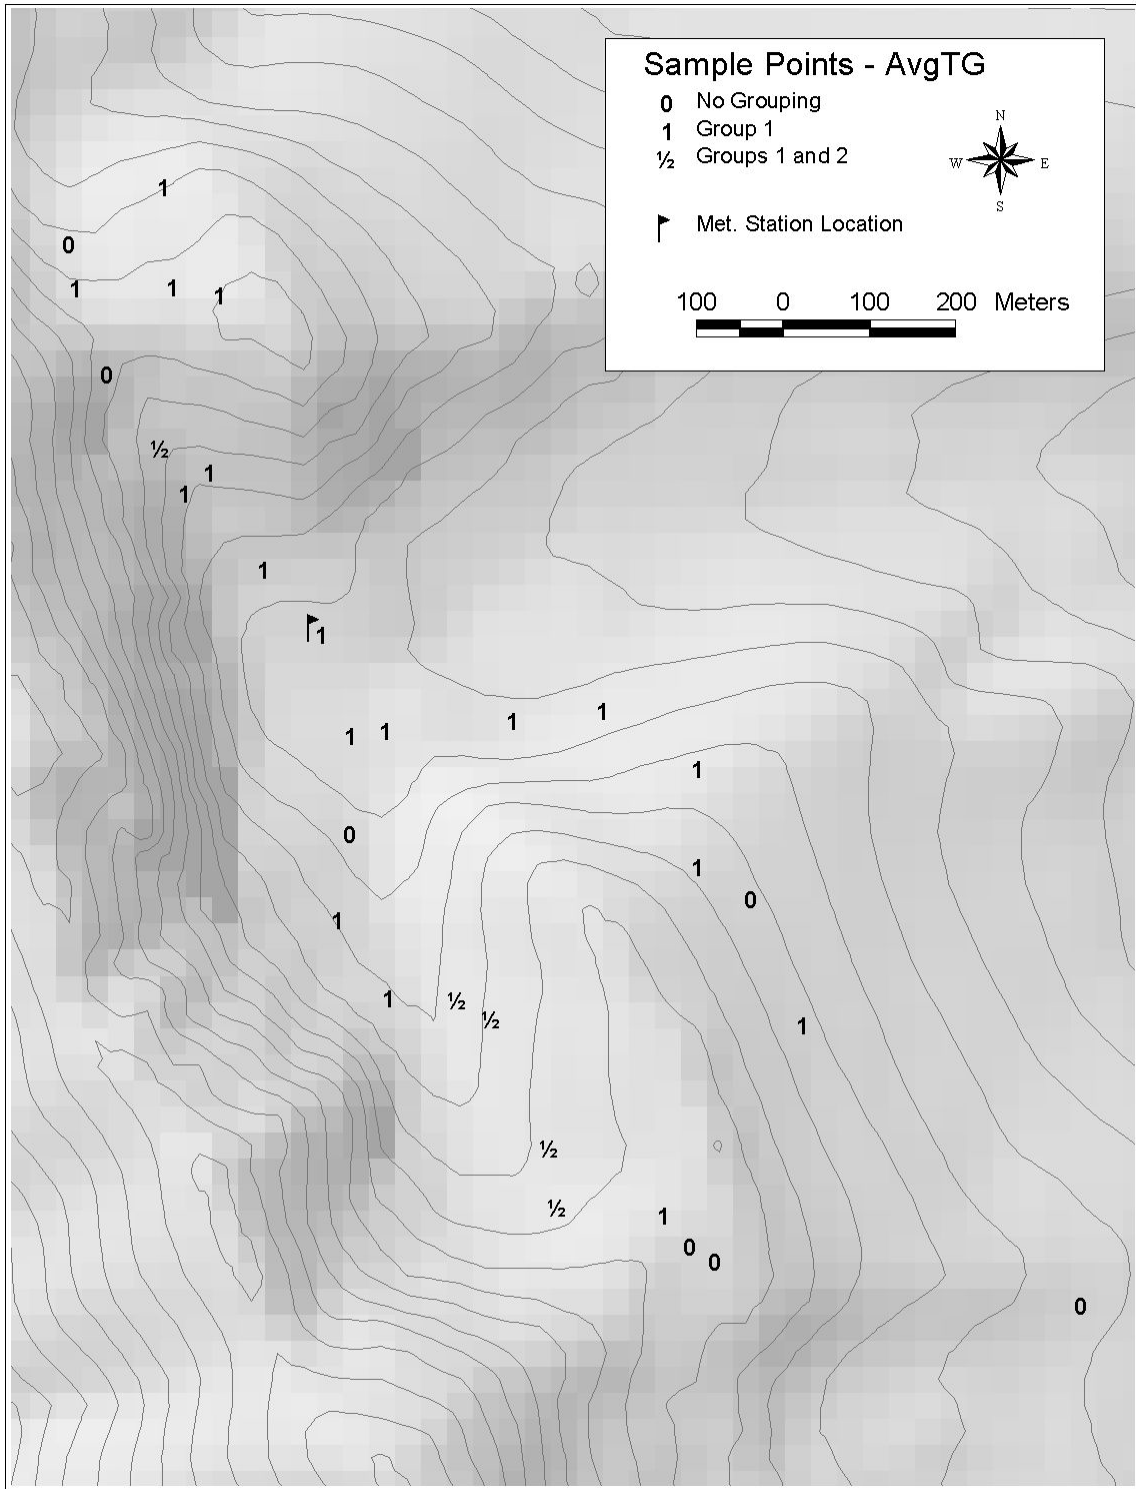 Sample Points - AvgTG
0 No Grouping
1 Group 1
½ Groups 1 and 2
N
W E
S
Met. Station Location
100 0 100 200 Meters
1
0
1 1 1
0
½
1
1
1
1
1 1 1 1
1
0
1
0
1
1 ½
½ 1
½
½ 1
0
0
0